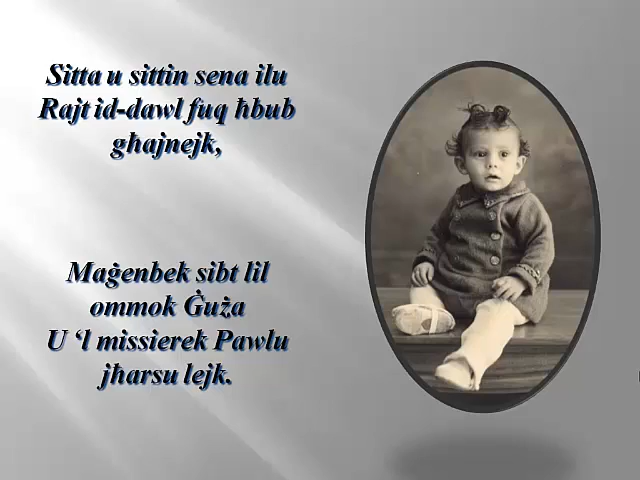 Sitta u sittin sena ilu
Rajt id-dawl fuq ħbub
għajnejk,
Maġenbek sibt lil
ommok Ġuża
U ‘l missierek Pawlu
jħarsu lejk.